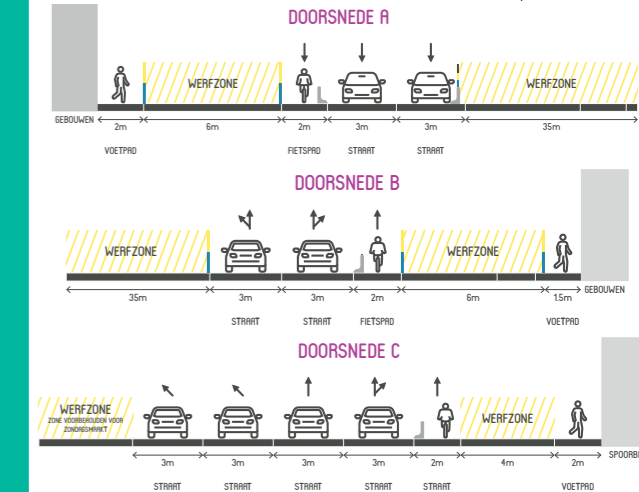 DOORSNEDE A
WERFZONE
WERFZONE
GEBOUWEN
2m 6m 2m 3m 3m 35m
VOETPAD FIETSPAD STRAAT STRAAT
DOORSNEDE B
WERFZONE
WERFZONE
GEBOUWEN
35m 3m 3m 2m 6m 1.5m
STRAAT STRAAT FIETSPAD VOETPAD
DOORSNEDE C
WERFZONE
ZONE VOORBEHOUDEN VOOR
ZONDAGSMARKT
WERFZONE
3m 3m 3m 3m 2m 4m 2m
STRAAT STRAAT STRAAT STRAAT STRAAT VOETPAD